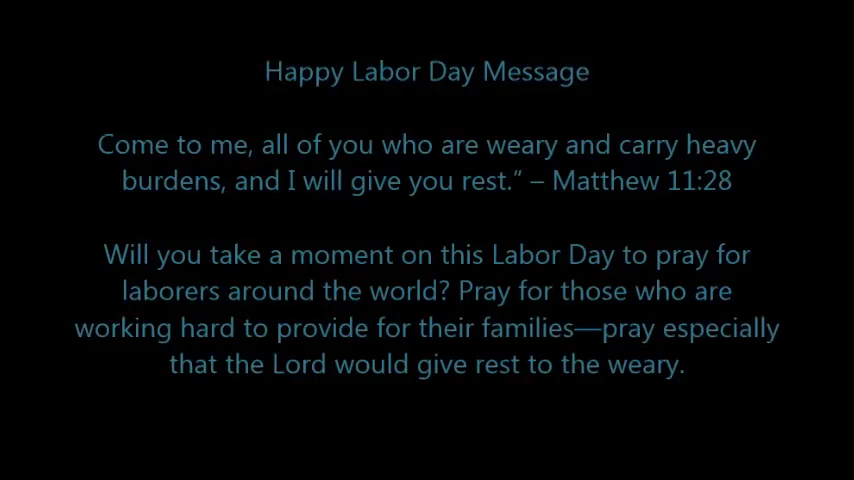 Happy Labor Day Message
Come to me, all of you who are weary and carry heavy
burdens, and I will give you rest.” – Matthew 11:28
Will you take a moment on this Labor Day to pray for
laborers around the world? Pray for those who are
working hard to provide for their families—pray especially
that the Lord would give rest to the weary.